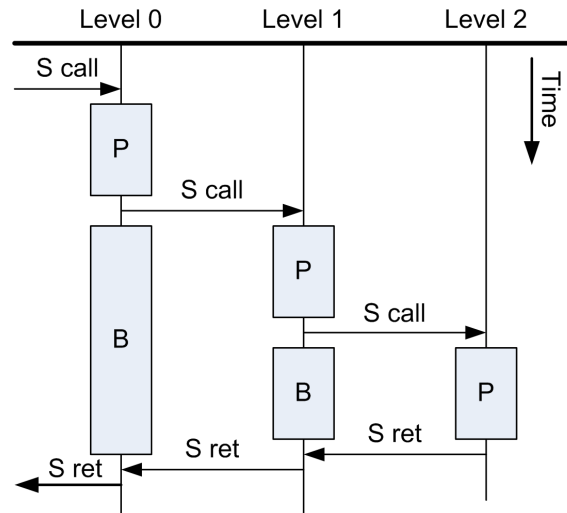 Level 0
Level 1
Level 2
S call
Time
P
S call
P
B
S call
B
P
S ret
S ret
S ret